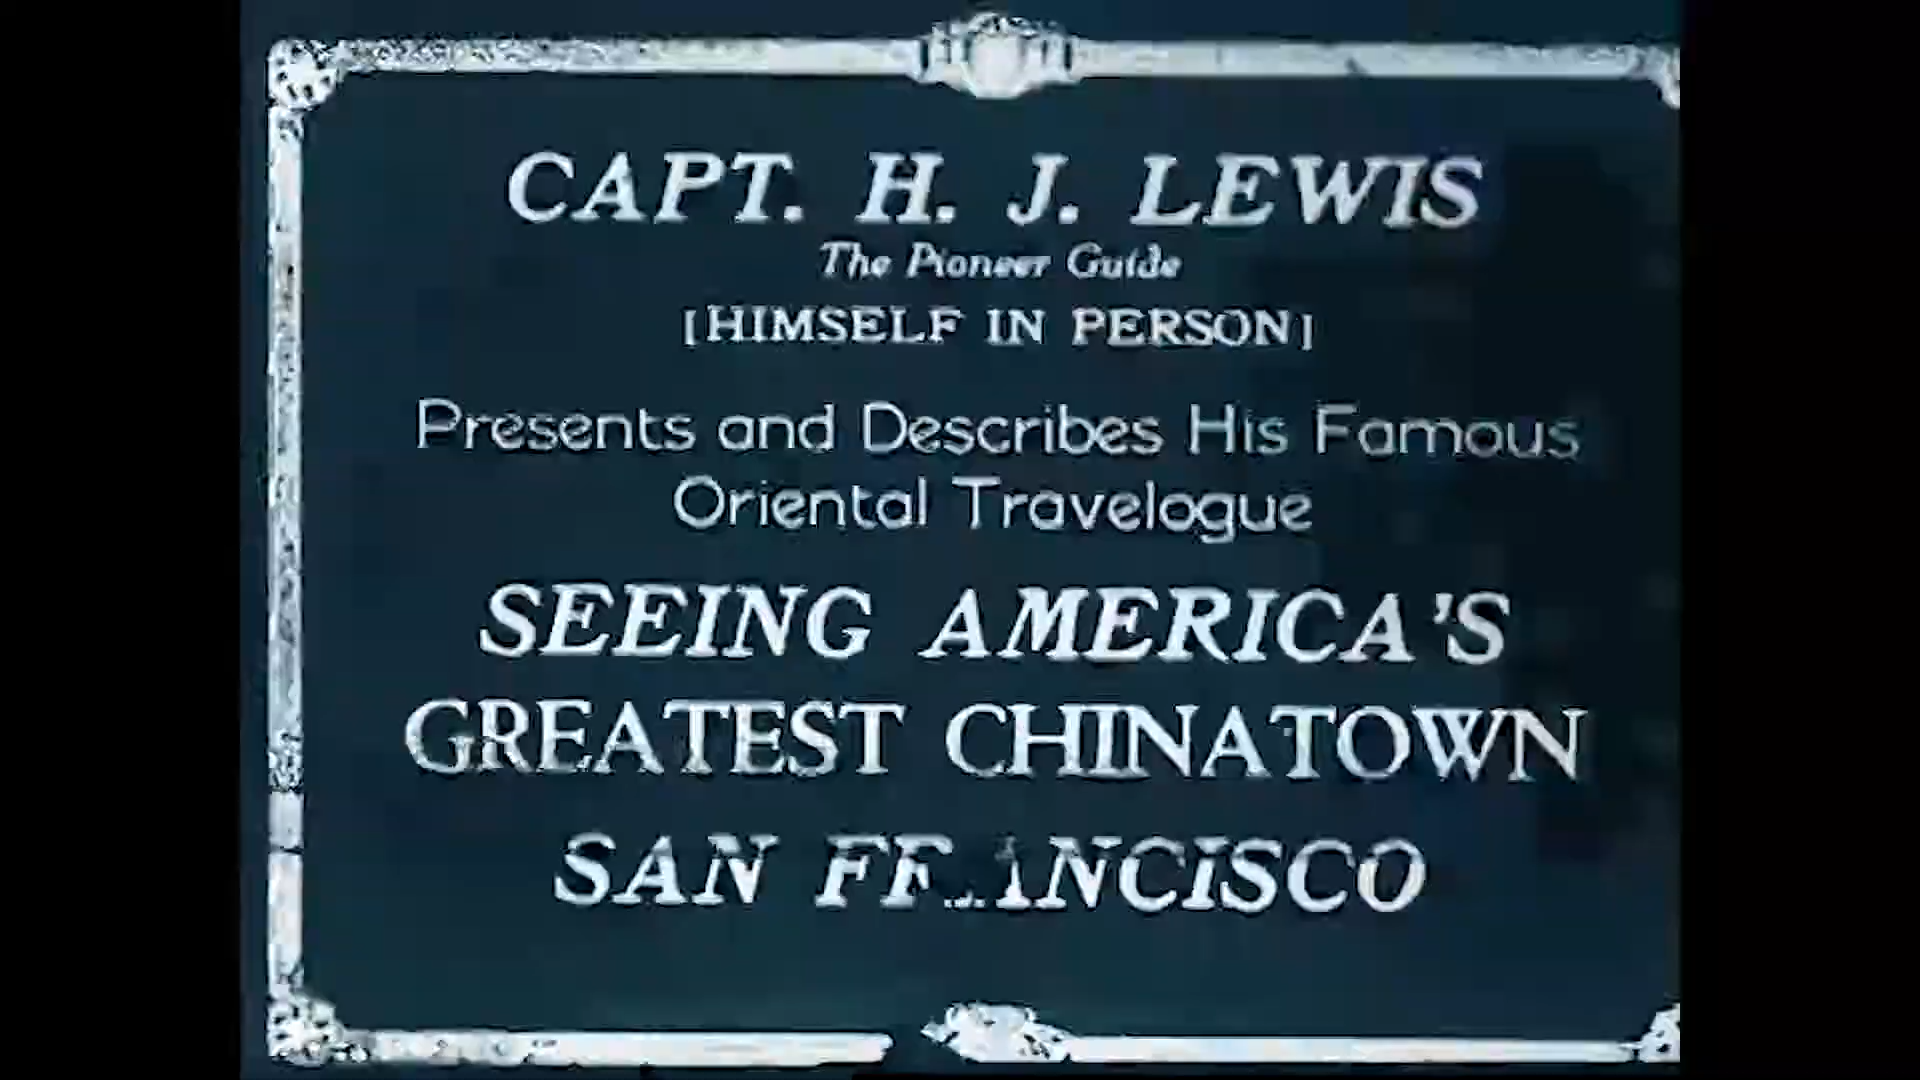 CAPT. H. J. LEWIS
The Pioneer Guide
[HIMSELF IN PERSON]
Presents and Describes His Famous
Oriental Travelogue
SEEING AMERICA'S
GREATEST CHINATOWN
SAN FRANCISCO